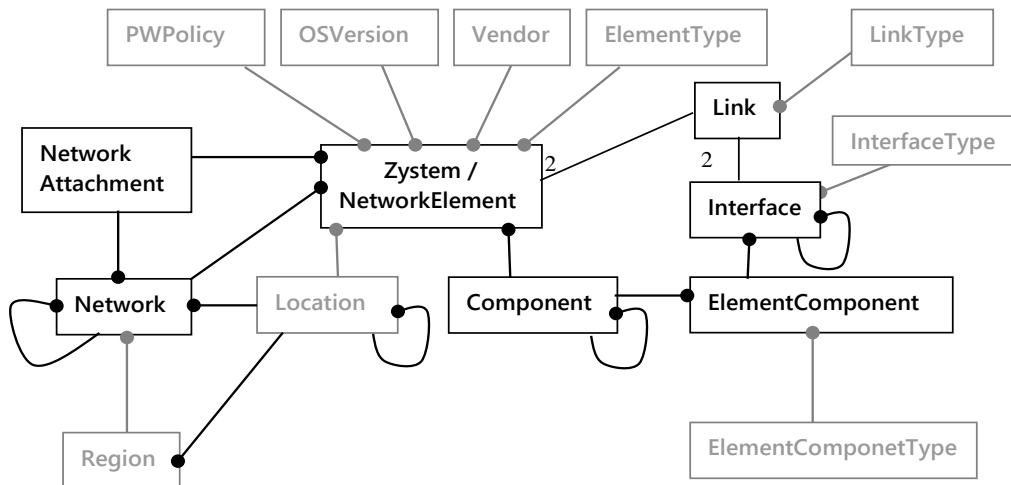 PWPolicy
OSVersion
Vendor
ElementType
LinkType
Link
InterfaceType
Network
Attachment
Zystem /
NetworkElement
2
2
Interface
Network
Location
Component
ElementComponent
Region
ElementComponetType